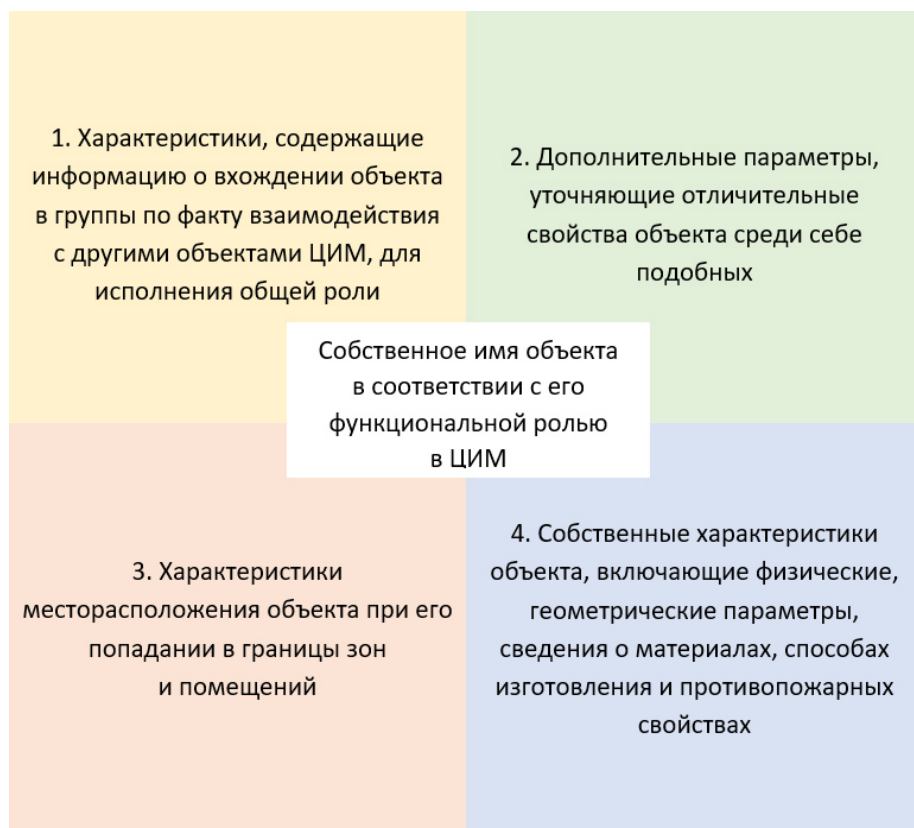 1. Характеристики, содержащие
информацию о вхождении объекта
в группы по факту взаимодействия
с другими объектами ЦИМ, для
исполнения общей роли
2. Дополнительные параметры,
уточняющие отличительные
свойства объекта среди себе
подобных
Собственное имя объекта
в соответствии с его
функциональной ролью
в ЦИМ
3. Характеристики
месторасположения объекта при его
попадании в границы зон
и помещений
4. Собственные характеристики
объекта, включающие физические,
геометрические параметры,
сведения о материалах, способах
изготовления и противопожарных
свойствах